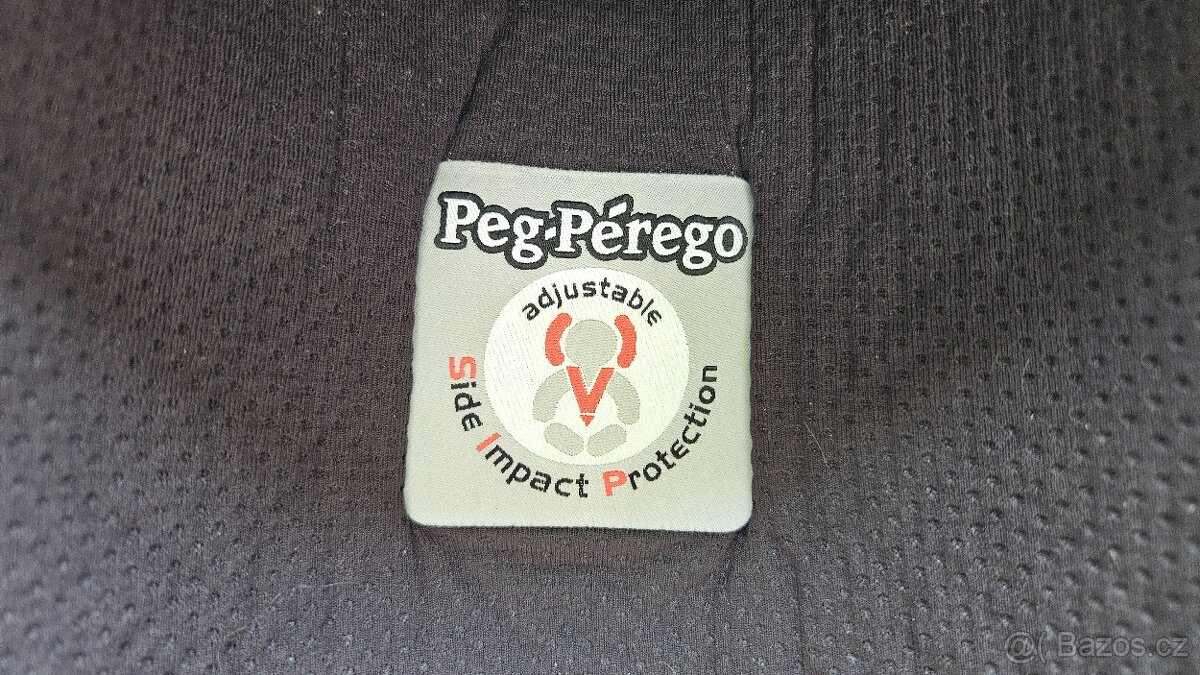 Peg-Pérego
adjustable
Side Impact Protection
@( Bazos.cz